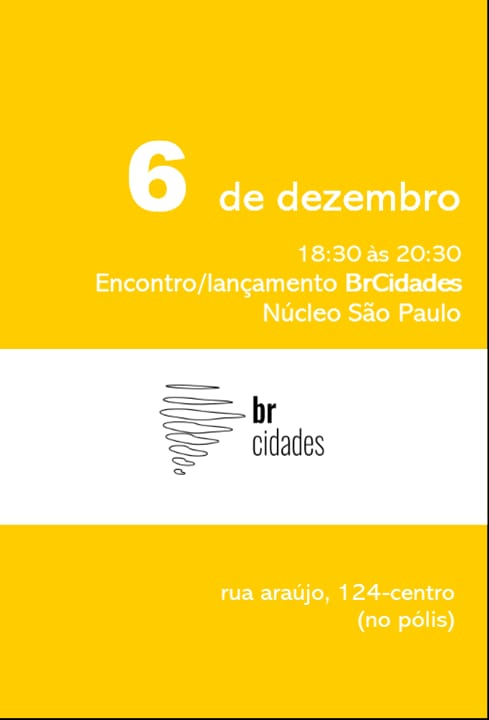 6 de dezembro
18:30 às 20:30
Encontro/lançamento BrCidades
Núcleo São Paulo
br
cidades
rua araújo, 124-centro
(no pólis)